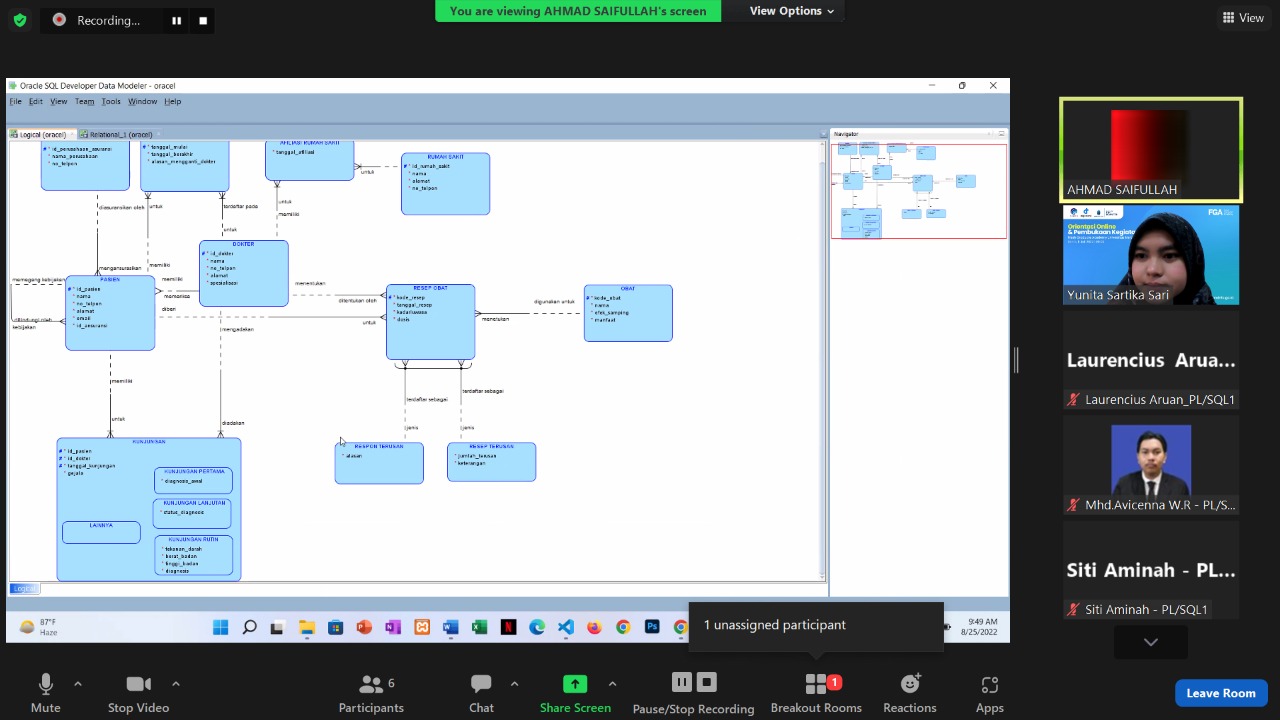 Recording...
You are viewing AHMAD SAIFULLAH's screen
View Options
View
Oracle SQL Developer Data Modeler - oracel
File Edit View Team Tools Window Help
Logical (oracel)
Relational_1 (oracel)
Navigator
# * id_perusahaan_asuransi
* nama_perusahaan
* no_telpon
* tanggal_mulai
* tanggal_berakhir
* alasan_mengganti_dokter
AFILIASI RUMAH SAKIT
* tanggal_afiliasi
untuk
RUMAH SAKIT
# * id_rumah_sakit
* nama
* alamat
* no_telpon
diasuransikan oleh
untuk
terdaftar pada
untuk
memiliki
untuk
mengansuransikan
memiliki
DOKTER
# * id_dokter
* nama
* no_telpon
* alamat
* spesialisasi
memegang kebijakan
dilindungi oleh
kebijakan
PASIEN
# * id_pasien
* nama
* no_telpon
* alamat
* email
* id_asuransi
memiliki
memeriksa
diberi
menentukan
ditentukan oleh
untuk
mengadakan
RESEP OBAT
# * kode_resep
* tanggal_resep
* kadarluwasa
* dosis
digunakan untuk
menetukan
OBAT
# * kode_obat
* nama
* efek_samping
* manfaat
memiliki
untuk
diadakan
terdaftar sebagai
terdaftar sebagai
jenis
jenis
RESPON TERUSAN
* alasan
RESEP TERUSAN
* jumlah_terusan
* keterangan
KUNJUNGAN
# * id_pasien
# * id_dokter
# * tanggal_kunjungan
* gejala
KUNJUNGAN PERTAMA
* diagnosis_awal
KUNJUNGAN LANJUTAN
* status_diagnosis
LAINNYA
KUNJUNGAN RUTIN
* tekanan_darah
* berat_badan
* tinggi_badan
* diagnosis
Logical
87°F
Haze
9:49 AM
8/25/2022
1 unassigned participant
AHMAD SAIFULLAH
Orientasi Online
& Pembukaan Kegiatan
FGA
Yunita Sartika Sari
Laurencius Arua...
Laurencius Aruan_PL/SQL1
Mhd.Avicenna W.R - PL/S...
Siti Aminah - PL...
Siti Aminah - PL/SQL1
Mute
Stop Video
6
Participants
Chat
Share Screen
Pause/Stop Recording
1
Breakout Rooms
Reactions
Apps
Leave Room